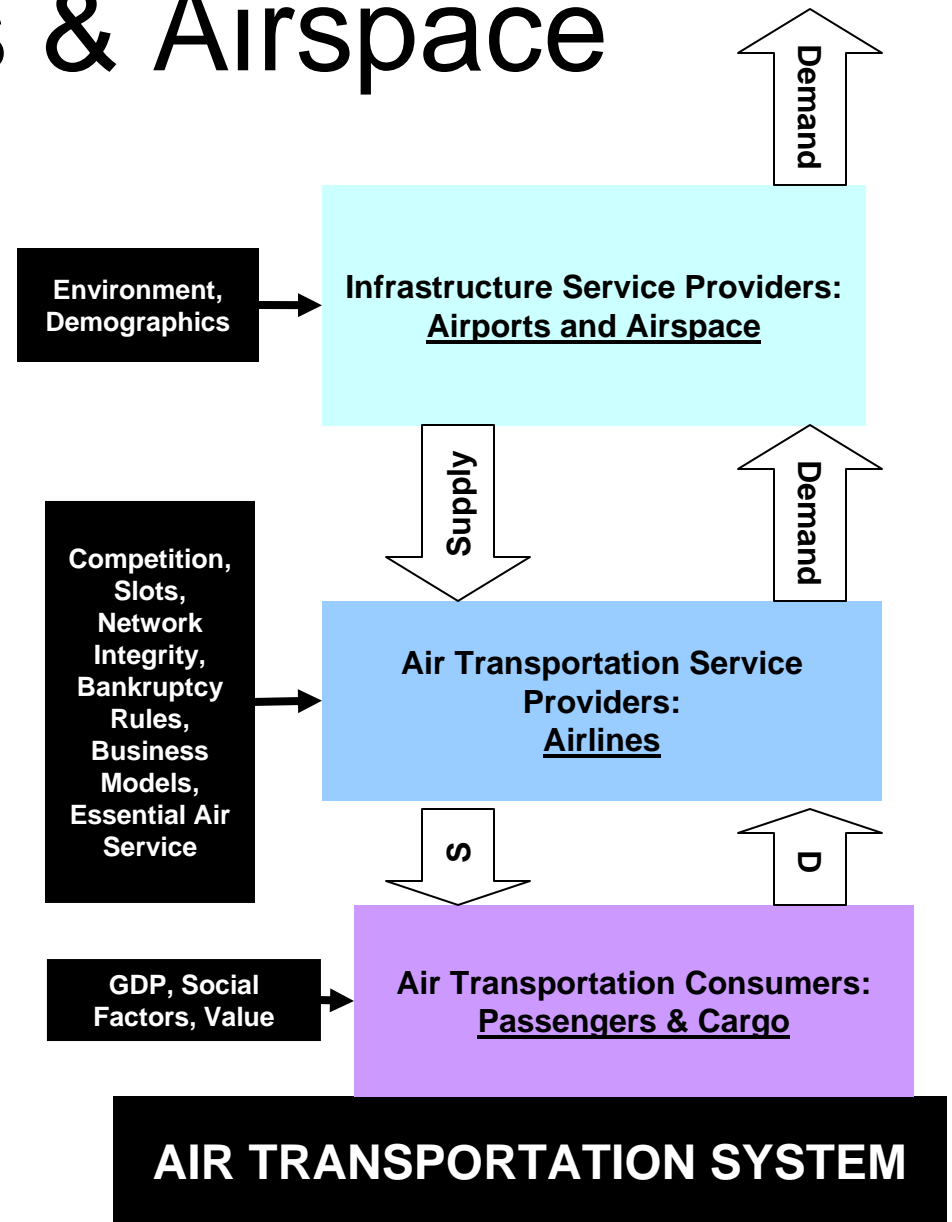 s & Airspace
Demand
Environment,
Demographics
Infrastructure Service Providers:
Airports and Airspace
Supply
Demand
Competition,
Slots,
Network
Integrity,
Bankruptcy
Rules,
Business
Models,
Essential Air
Service
Air Transportation Service
Providers:
Airlines
S
D
GDP, Social
Factors, Value
Air Transportation Consumers:
Passengers & Cargo
AIR TRANSPORTATION SYSTEM